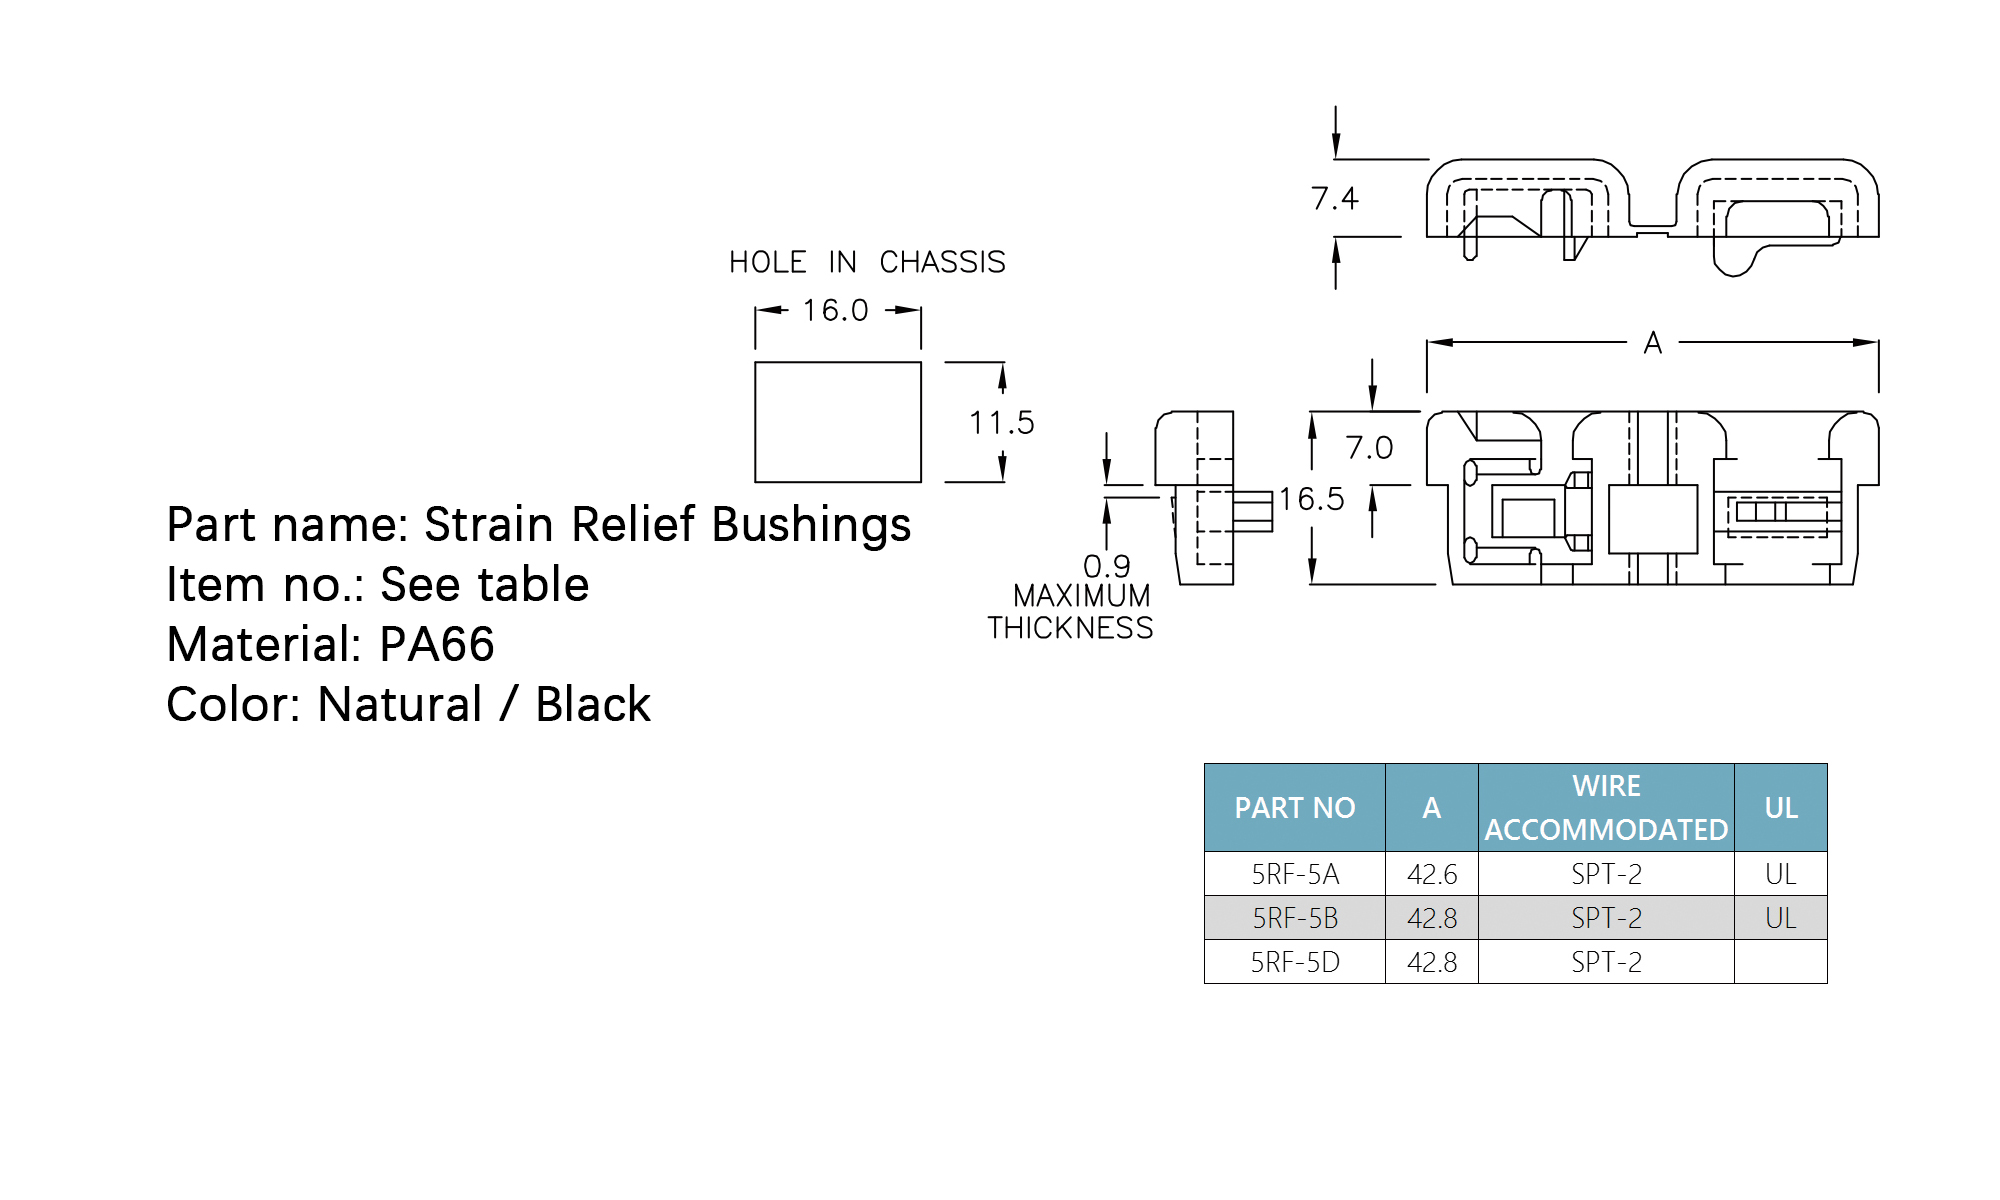 7.4
HOLE IN CHASSIS
16.0
A
11.5
7.0
16.5
0.9
MAXIMUM
THICKNESS
Part name: Strain Relief Bushings
Item no.: See table
Material: PA66
Color: Natural / Black
PART NO A WIRE ACCOMMODATED UL
5RF-5A 42.6 SPT-2 UL
5RF-5B 42.8 SPT-2 UL
5RF-5D 42.8 SPT-2